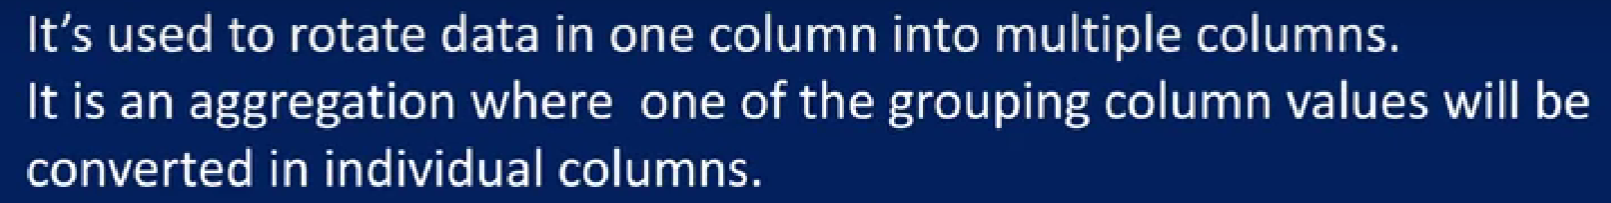 It's used to rotate data in one column into multiple columns.
It is an aggregation where  one of the grouping column values will be
converted in individual columns.